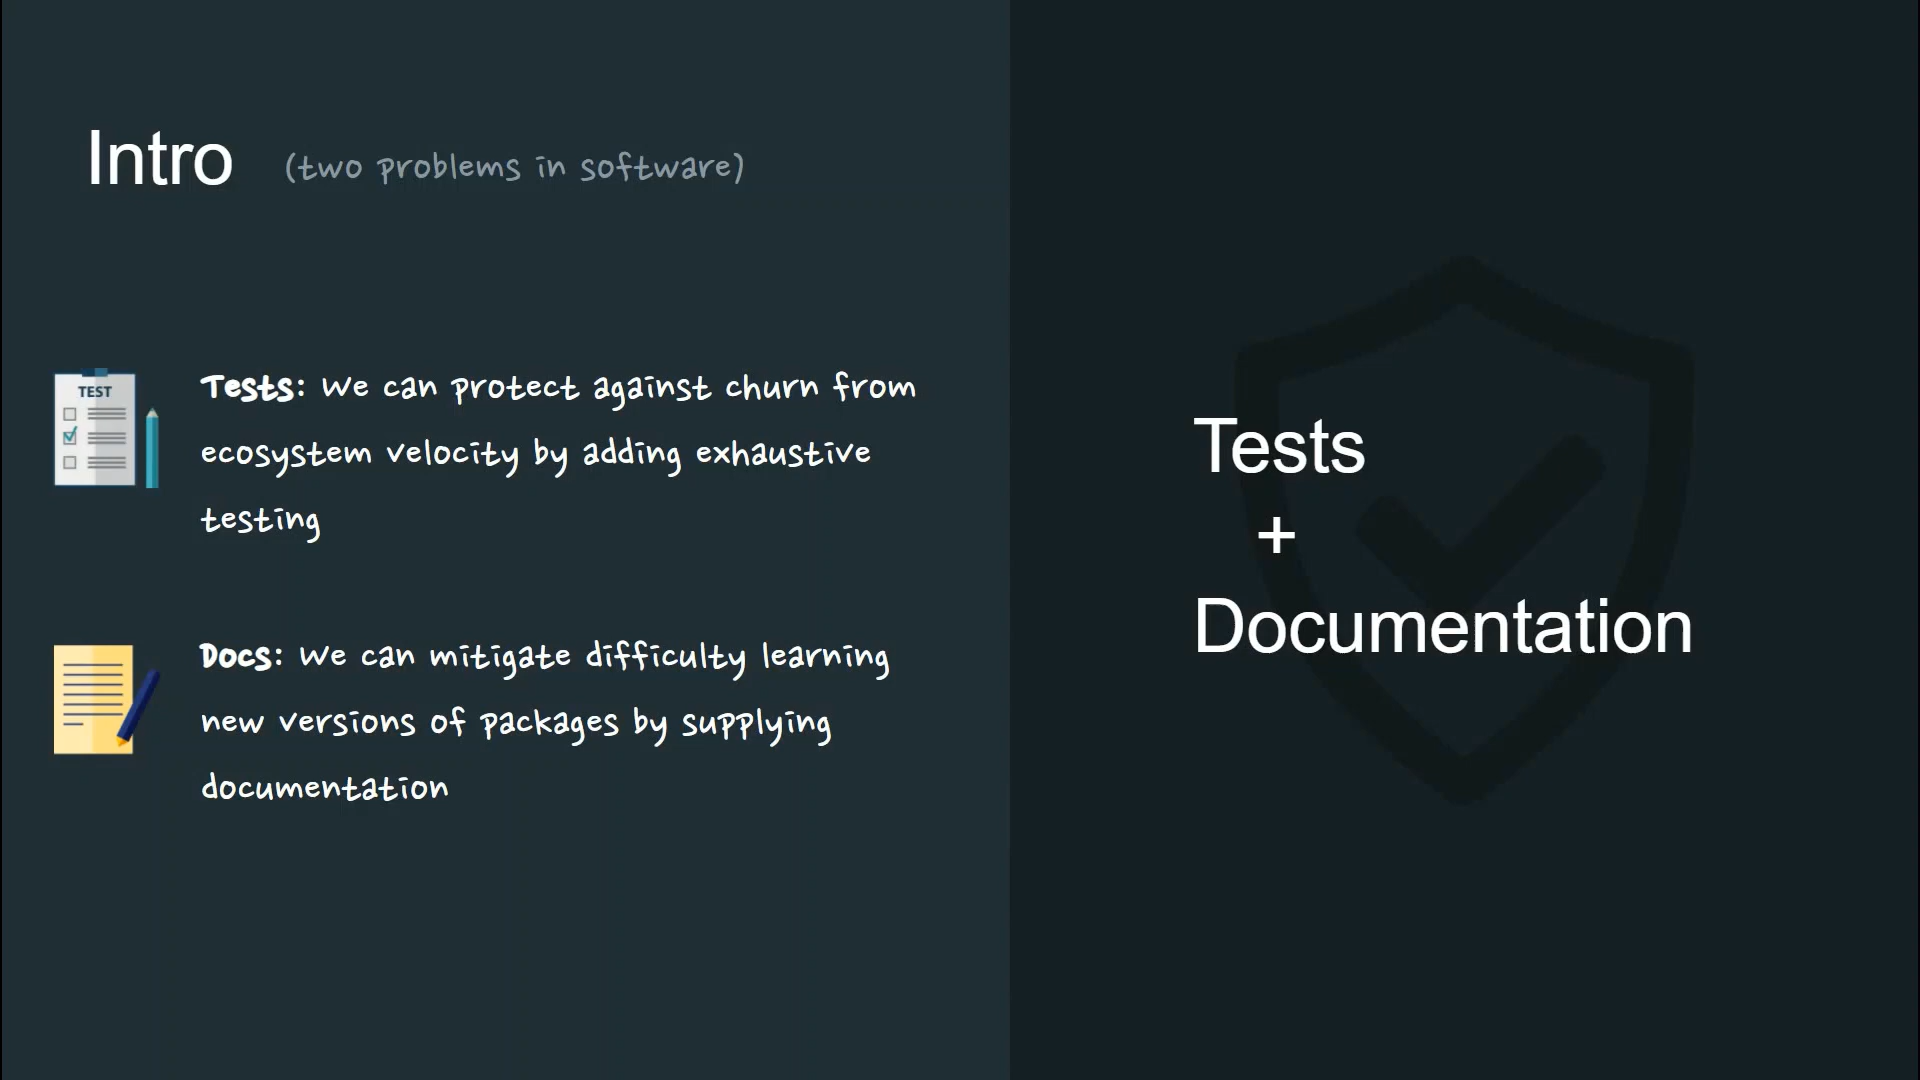 Intro (two problems in software)
TEST
Tests: We can protect against churn from
ecosystem velocity by adding exhaustive
testing
Docs: We can mitigate difficulty learning
new versions of packages by supplying
documentation
Tests
+
Documentation